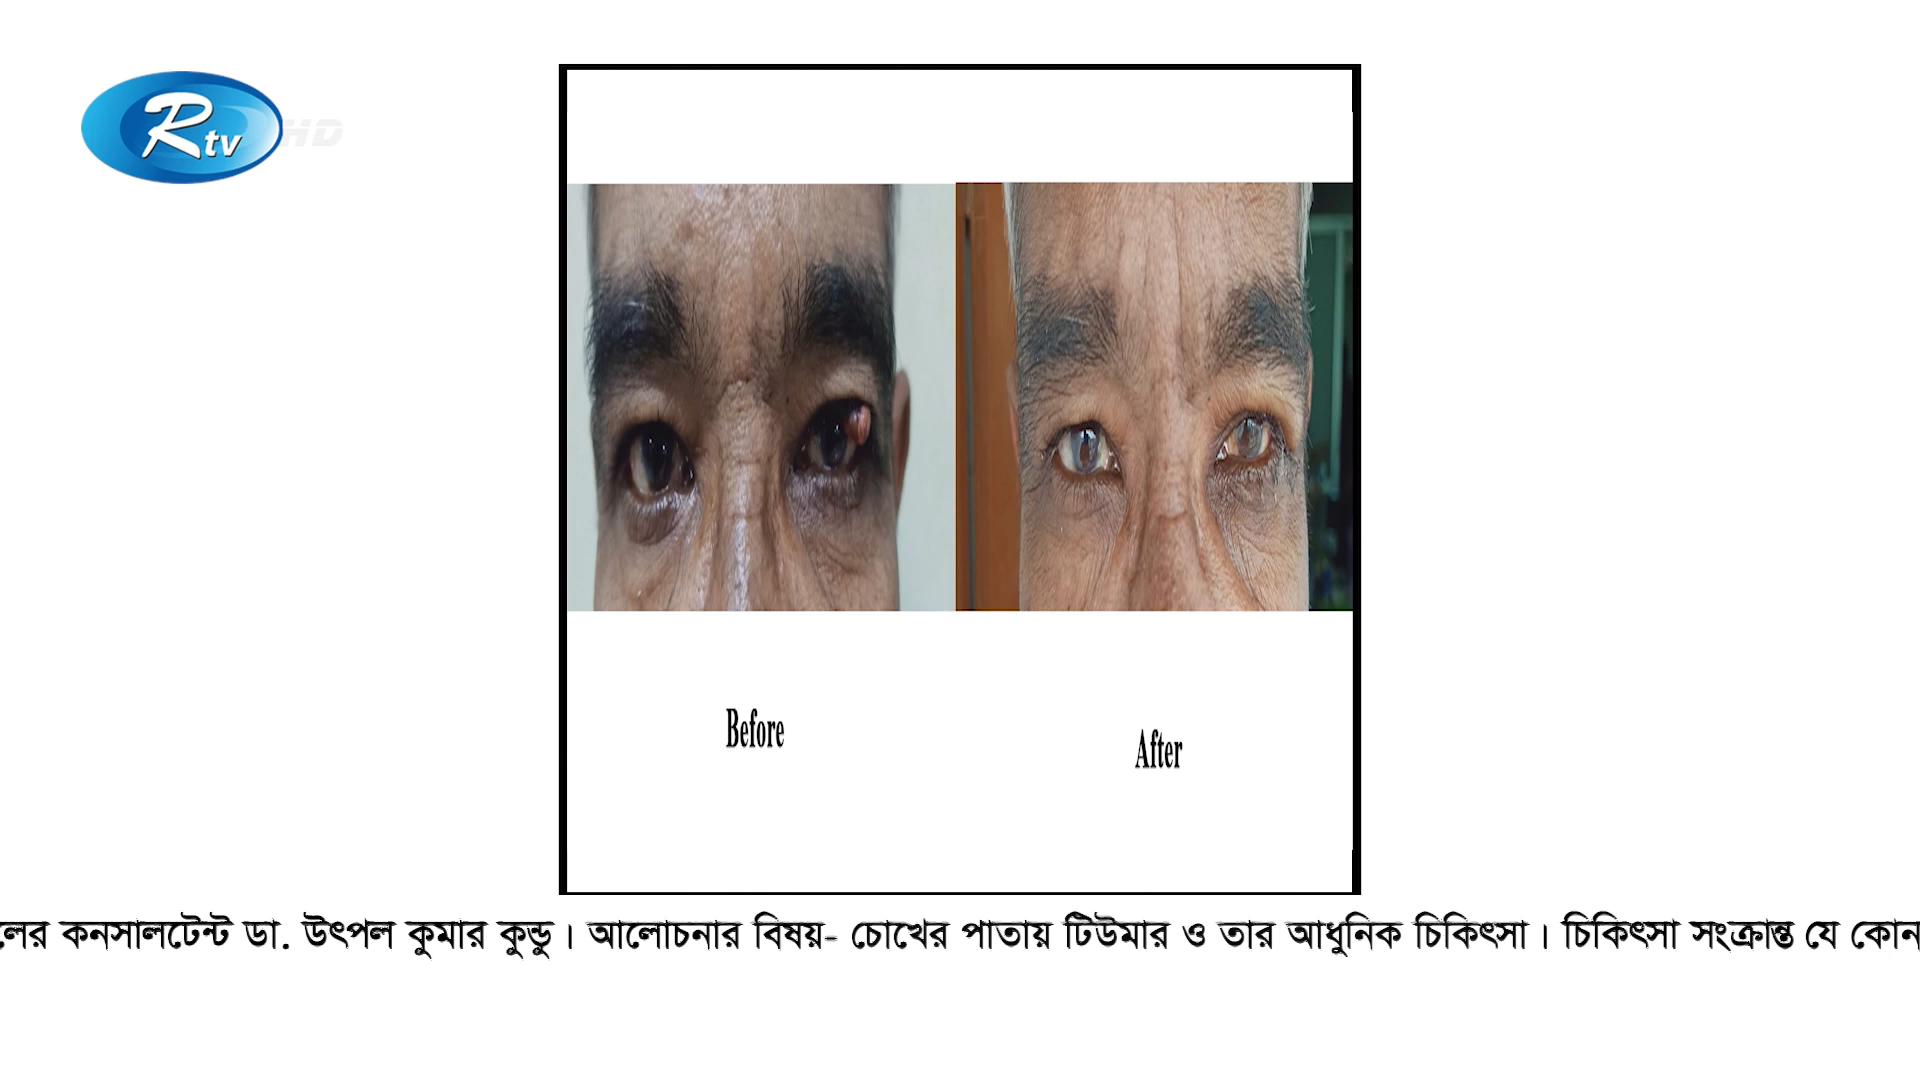 Rtv HD
Before
After
লের কনসালটেন্ট ডা. উৎপল কুমার কুন্ডু। আলোচনার বিষয়- চোখের পাতায় টিউমার ও তার আধুনিক চিকিৎসা। চিকিৎসা সংক্রান্ত যে কোন